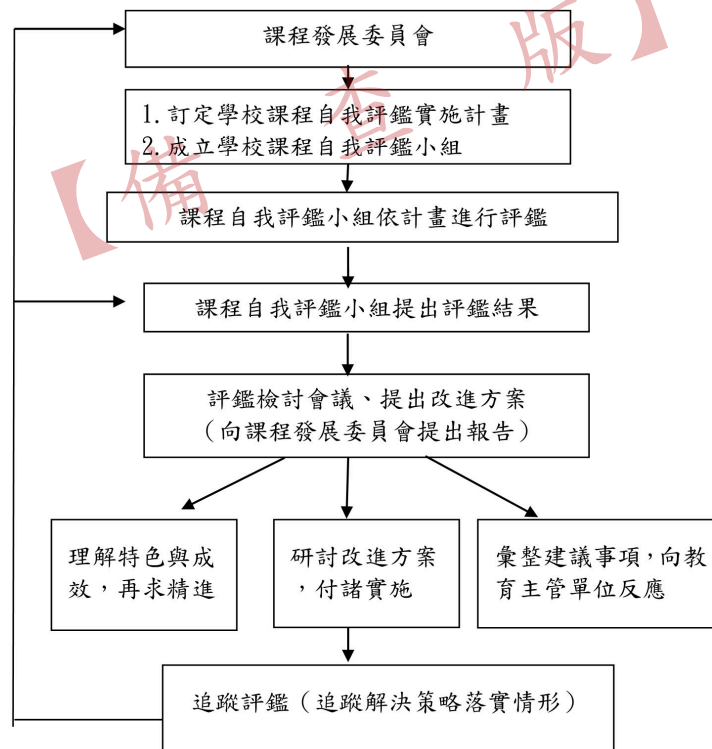 課程發展委員會
1.訂定學校課程自我評鑑實施計畫
2.成立學校課程自我評鑑小組
課程自我評鑑小組依計畫進行評鑑
課程自我評鑑小組提出評鑑結果
評鑑檢討會議、提出改進方案
（向課程發展委員會提出報告）
理解特色與成
效，再求精進
研討改進方案
，付諸實施
彙整建議事項，向教
育主管單位反應
追蹤評鑑（追蹤解決策略落實情形）
【備查版】